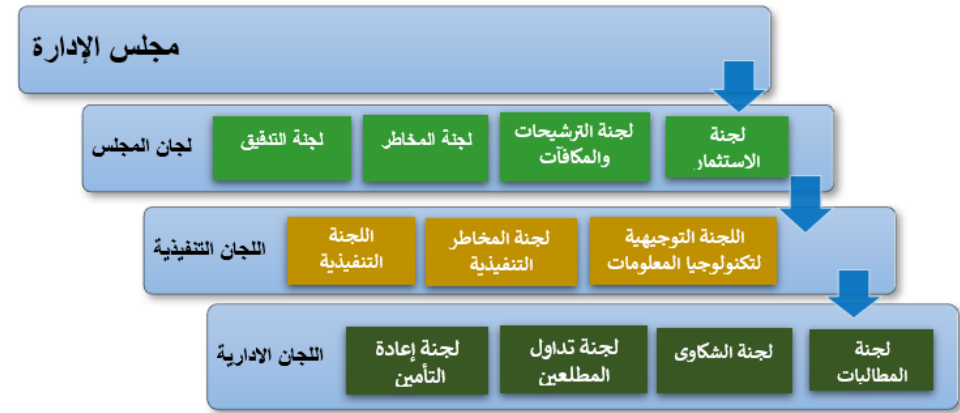 مجلس الإدارة
لجان المجلس
لجنة
الاستثمار
لجنة الترشيحات
والمكافآت
لجنة المخاطر
لجنة التدقيق
اللجان التنفيذية
اللجنة التوجيهية
لتكنولوجيا المعلومات
لجنة المخاطر
التنفيذية
اللجنة
التنفيذية
اللجان الادارية
لجنة
المطالبات
لجنة الشكاوى
لجنة تداول
المطلعين
لجنة إعادة
التأمين